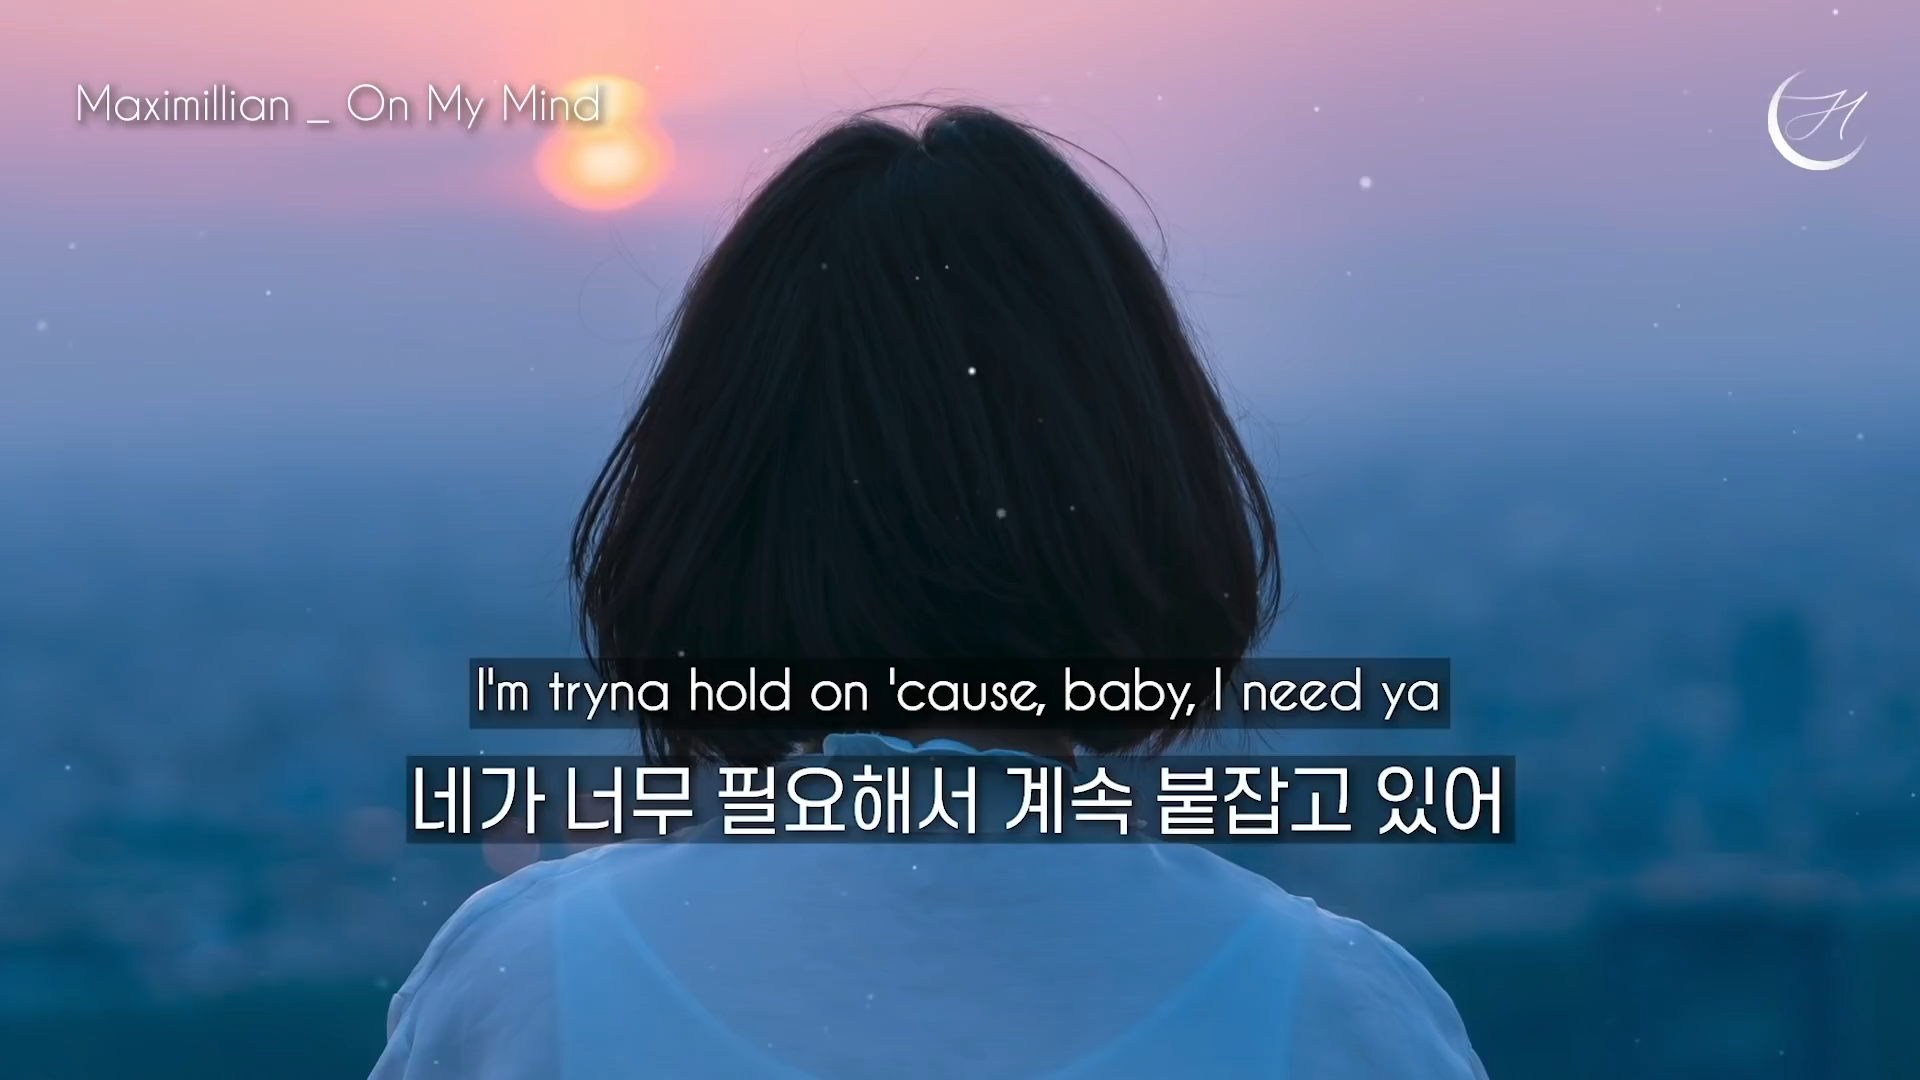 Maximillian _ On My Mind
H
I'm tryna hold on 'cause, baby, I need ya
네가 너무 필요해서 계속 붙잡고 있어